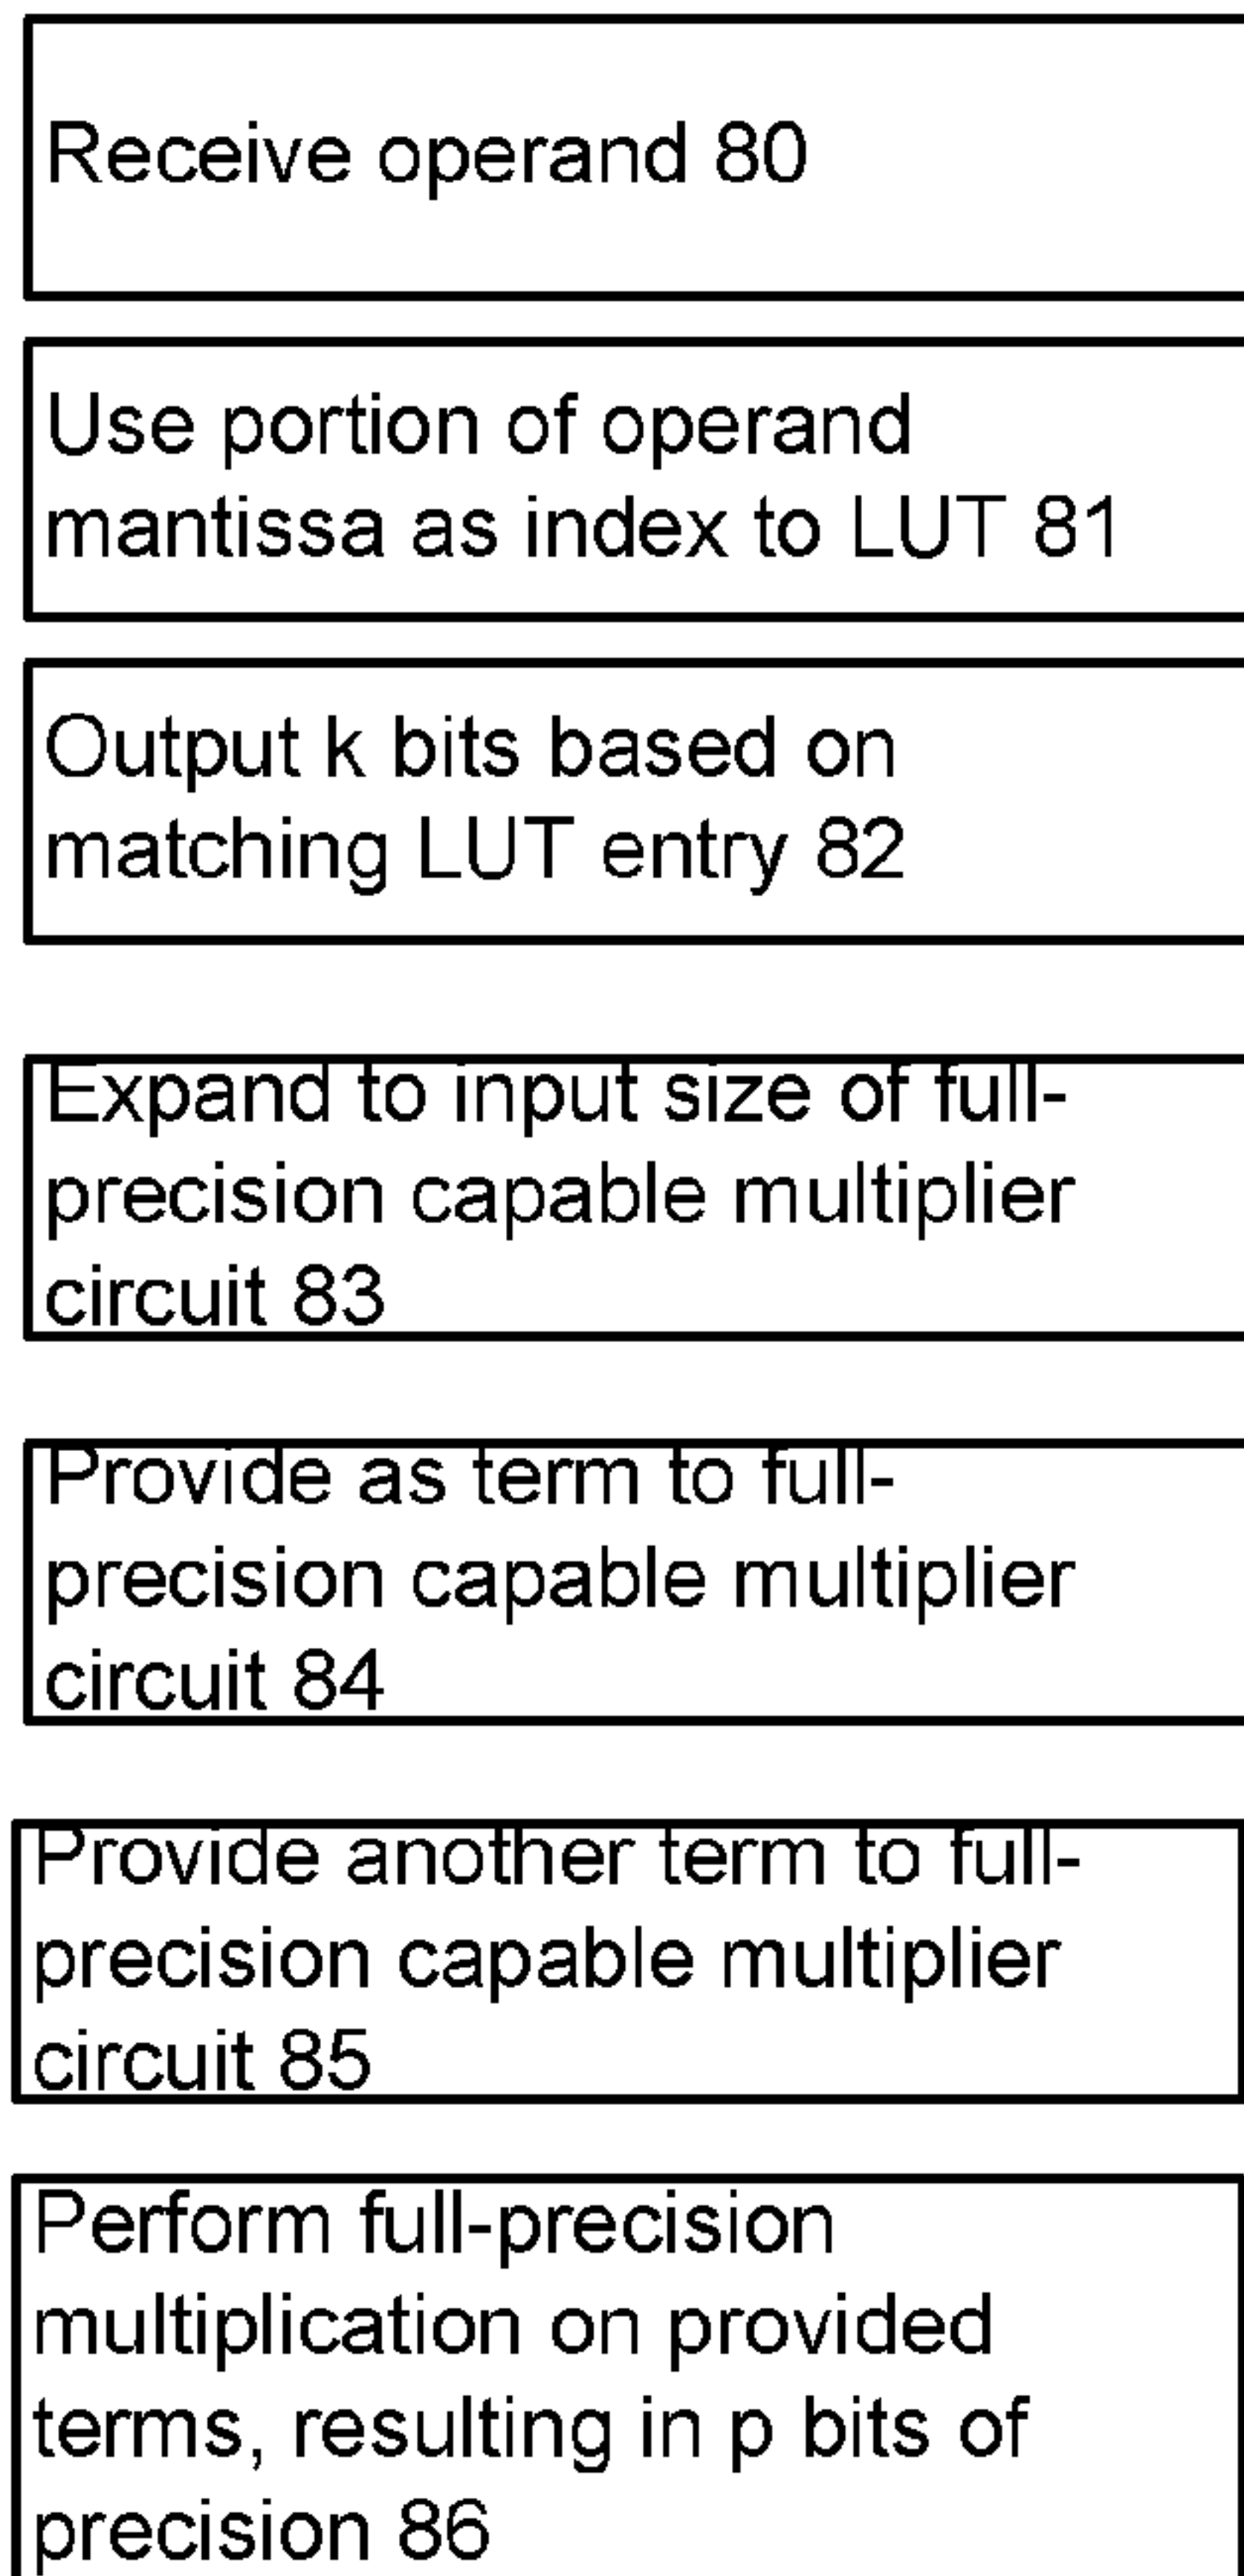 Receive operand 80
Use portion of operand
mantissa as index to LUT 81
Output k bits based on
matching LUT entry 82
Expand to input size of full-
precision capable multiplier
circuit 83
Provide as term to full-
precision capable multiplier
circuit 84
Provide another term to full-
precision capable multiplier
circuit 85
Perform full-precision
multiplication on provided
terms, resulting in p bits of
precision 86